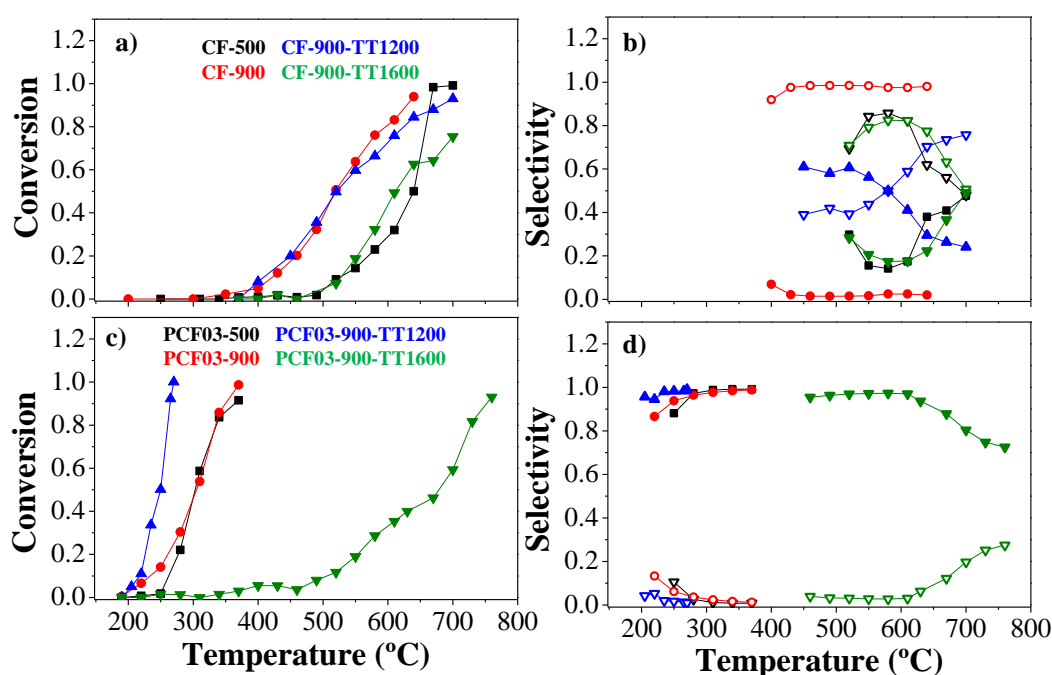 a)
CF-500 CF-900-TT1200
CF-900 CF-900-TT1600
Conversion
1.2
1.0
0.8
0.6
0.4
0.2
0.0
b)
Selectivity
1.2
1.0
0.8
0.6
0.4
0.2
0.0
c)
PCF03-500 PCF03-900-TT1200
PCF03-900 PCF03-900-TT1600
Conversion
1.2
1.0
0.8
0.6
0.4
0.2
0.0
200 300 400 500 600 700 800
Temperature (ºC)
d)
Selectivity
1.2
1.0
0.8
0.6
0.4
0.2
0.0
200 300 400 500 600 700 800
Temperature (ºC)